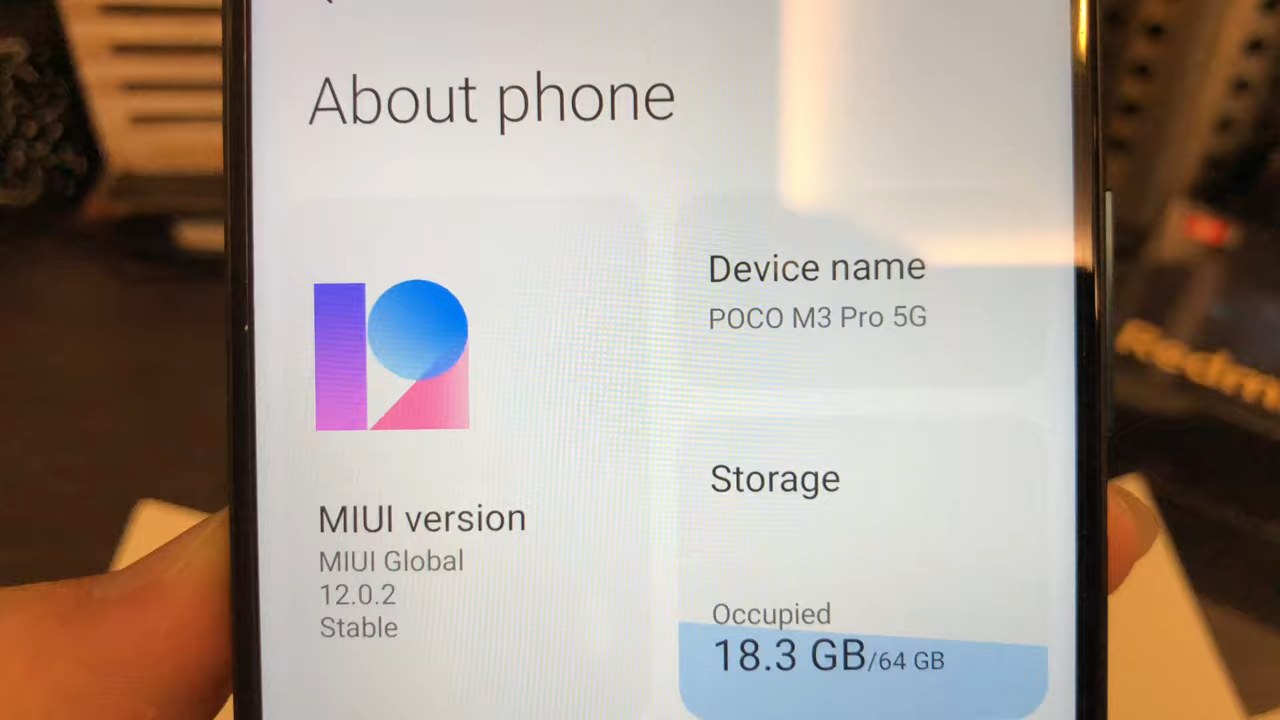 About phone
Device name
POCO M3 Pro 5G
MIUI version
MIUI Global
12.0.2
Stable
Storage
Occupied
18.3 GB/64 GB